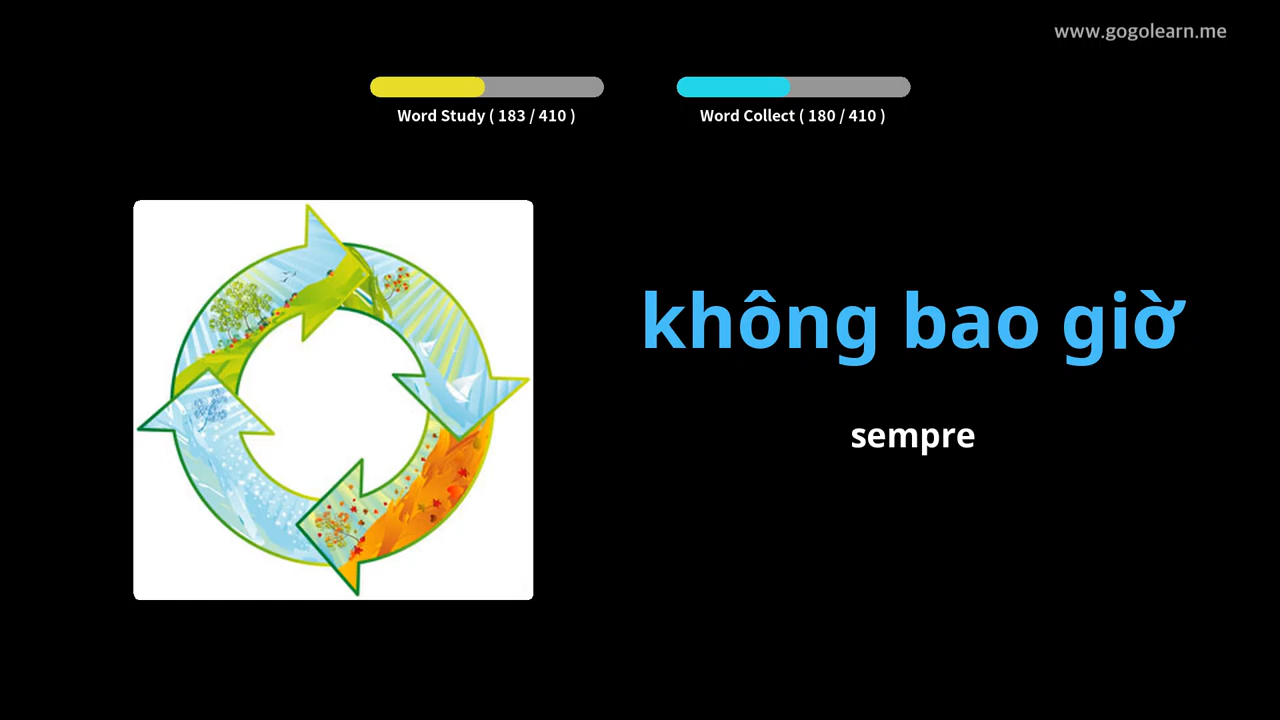 www.gogolearn.me
Word Study ( 183 / 410 )
Word Collect ( 180 / 410 )
không bao giờ
sempre